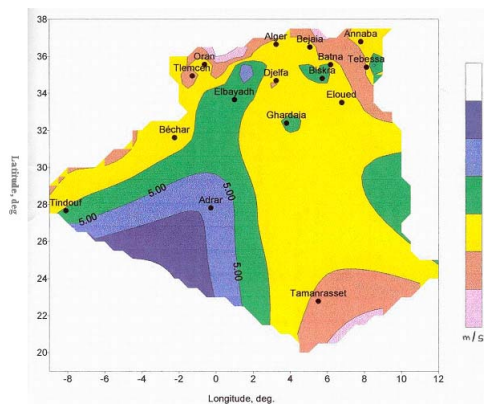 38
36
34
32
30
28
26
24
22
20
Latitude, deg
Annaba
Alger
Bejaia
Oran
Batna
Tebessa
Tlemcen
Djelfa
Biskra
Elbayadh
Eloued
Ghardaia
Béchar
5.00
5.00
5.00
Tindouf
Adrar
5.00
Tamanrasset
m/s
-8 -6 -4 -2 0 2 4 6 8 10 12
Longitude, deg.